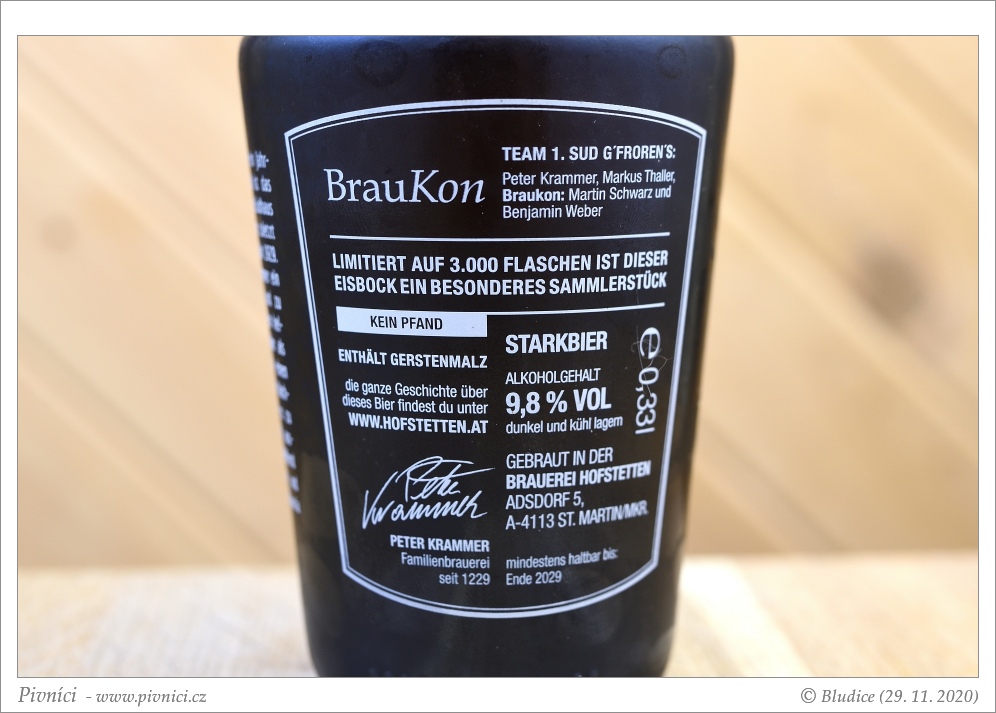 BrauKon
TEAM 1. SUD G'FROREN'S:
Peter Krammer, Markus Thaller,
Braukon: Martin Schwarz und
Benjamin Weber
LIMITIERT AUF 3.000 FLASCHEN IST DIESER
EISBOCK EIN BESONDERES SAMMLERSTÜCK
KEIN PFAND
ENTHÄLT GERSTENMALZ
die ganze Geschichte über
dieses Bier findest du unter
WWW.HOFSTETTEN.AT
Peter
Krammer
PETER KRAMMER
Familienbrauerei
seit 1229
STARKBIER
ALKOHOLGEHALT
9,8 % VOL
dunkel und kühl lagern
e 0,33l
GEBRAUT IN DER
BRAUEREI HOFSTETTEN
ADSDORF 5,
A-4113 ST. MARTIN/MKR.
mindestens haltbar bis:
Ende 2029
Pivníci - www.pivnici.cz
© Bludice (29. 11. 2020)